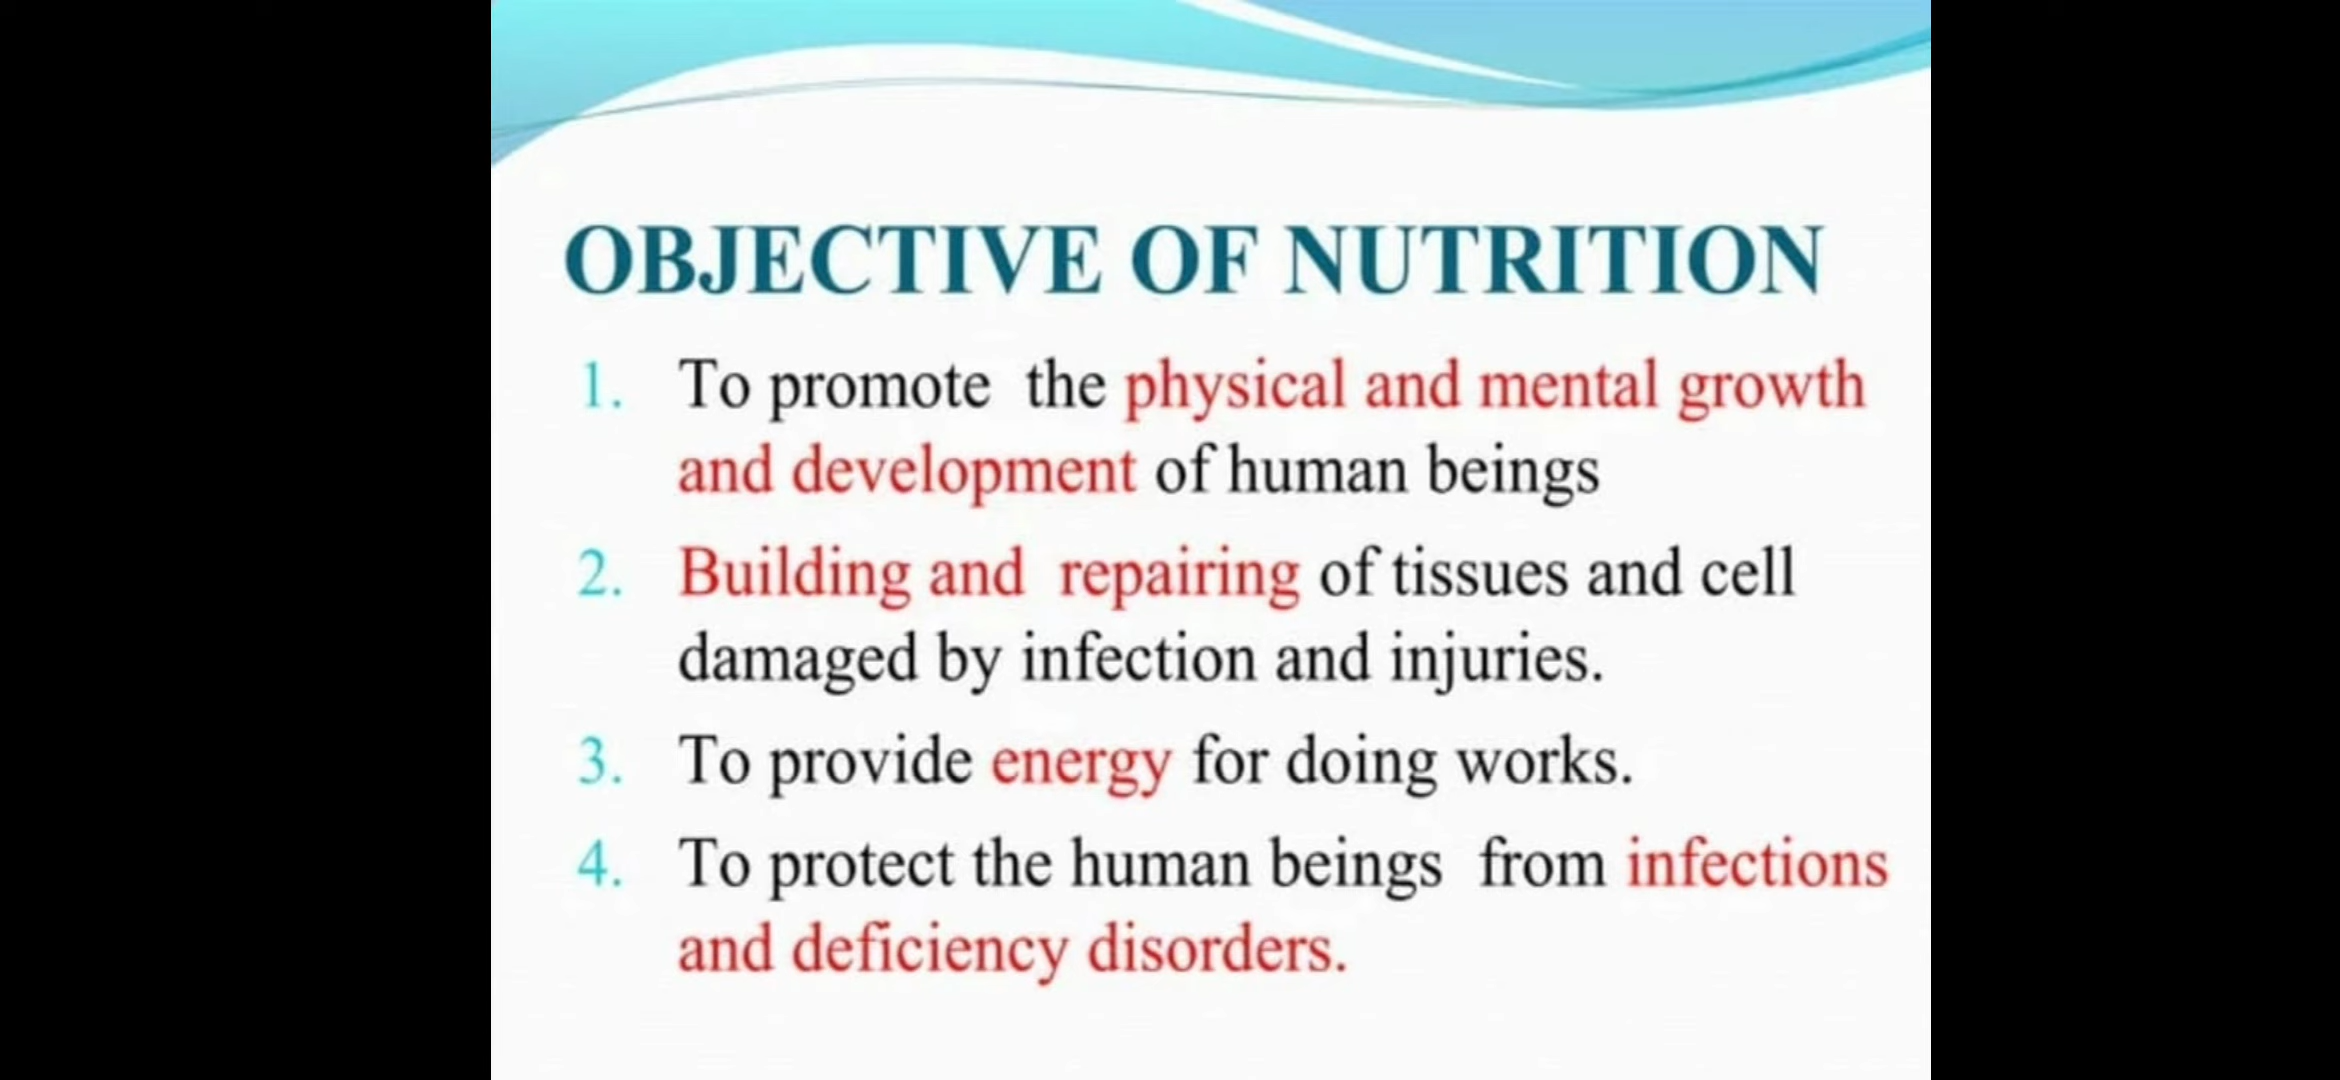 OBJECTIVE OF NUTRITION
1. To promote the physical and mental growth
and development of human beings
2. Building and repairing of tissues and cell
damaged by infection and injuries.
3. To provide energy for doing works.
4. To protect the human beings from infections
and deficiency disorders.